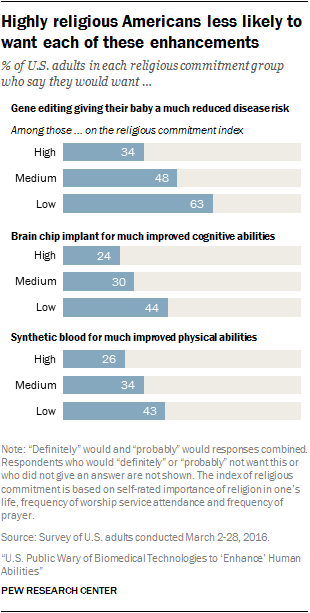 Highly religious Americans less likely to
want each of these enhancements
% of U.S. adults in each religious commitment group
who say they would want ...
Gene editing giving their baby a much reduced disease risk
Among those ... on the religious commitment index
High 34
Medium 48
Low 63
Brain chip implant for much improved cognitive abilities
High 24
Medium 30
Low 44
Synthetic blood for much improved physical abilities
High 26
Medium 34
Low 43
Note: “Definitely” would and “probably” would responses combined.
Respondents who would “definitely” or “probably” not want this or
who did not give an answer are not shown. The index of religious
commitment is based on self-rated importance of religion in one’s
life, frequency of worship service attendance and frequency of
prayer.
Source: Survey of U.S. adults conducted March 2-28, 2016.
“U.S. Public Wary of Biomedical Technologies to ‘Enhance’ Human
Abilities”
PEW RESEARCH CENTER